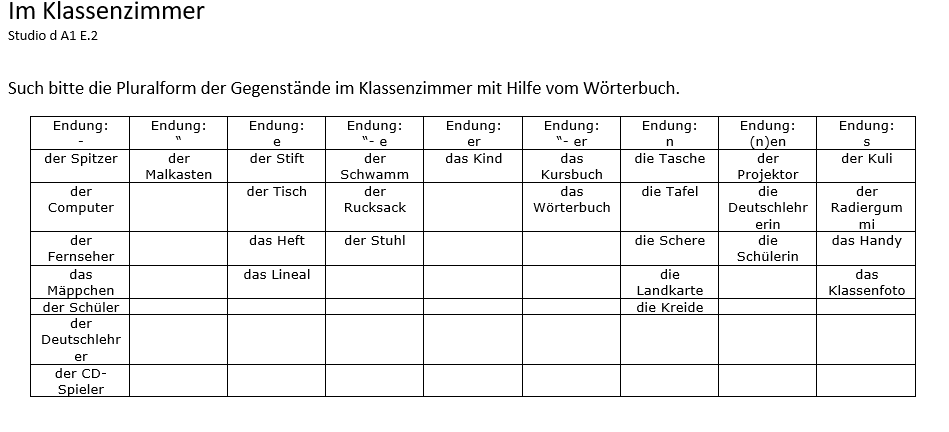 Im Klassenzimmer
Studio d A1 E.2
Such bitte die Pluralform der Gegenstände im Klassenzimmer mit Hilfe vom Wörterbuch.
Endung: - Endung: “ Endung: e Endung: “- e Endung: er Endung: “- er Endung: n Endung: (n)en Endung: s
der Spitzer der Malkasten der Stift der Schwamm das Kind das Kursbuch die Tasche der Projektor der Kuli
der Computer der Tisch der Rucksack das Wörterbuch die Tafel die Deutschlehrerin der Radiergummi
der Fernseher das Heft der Stuhl die Schere die Schülerin das Handy
das Mäppchen das Lineal die Landkarte das Klassenfoto
der Schüler die Kreide
der Deutschlehrer
der CD-Spieler